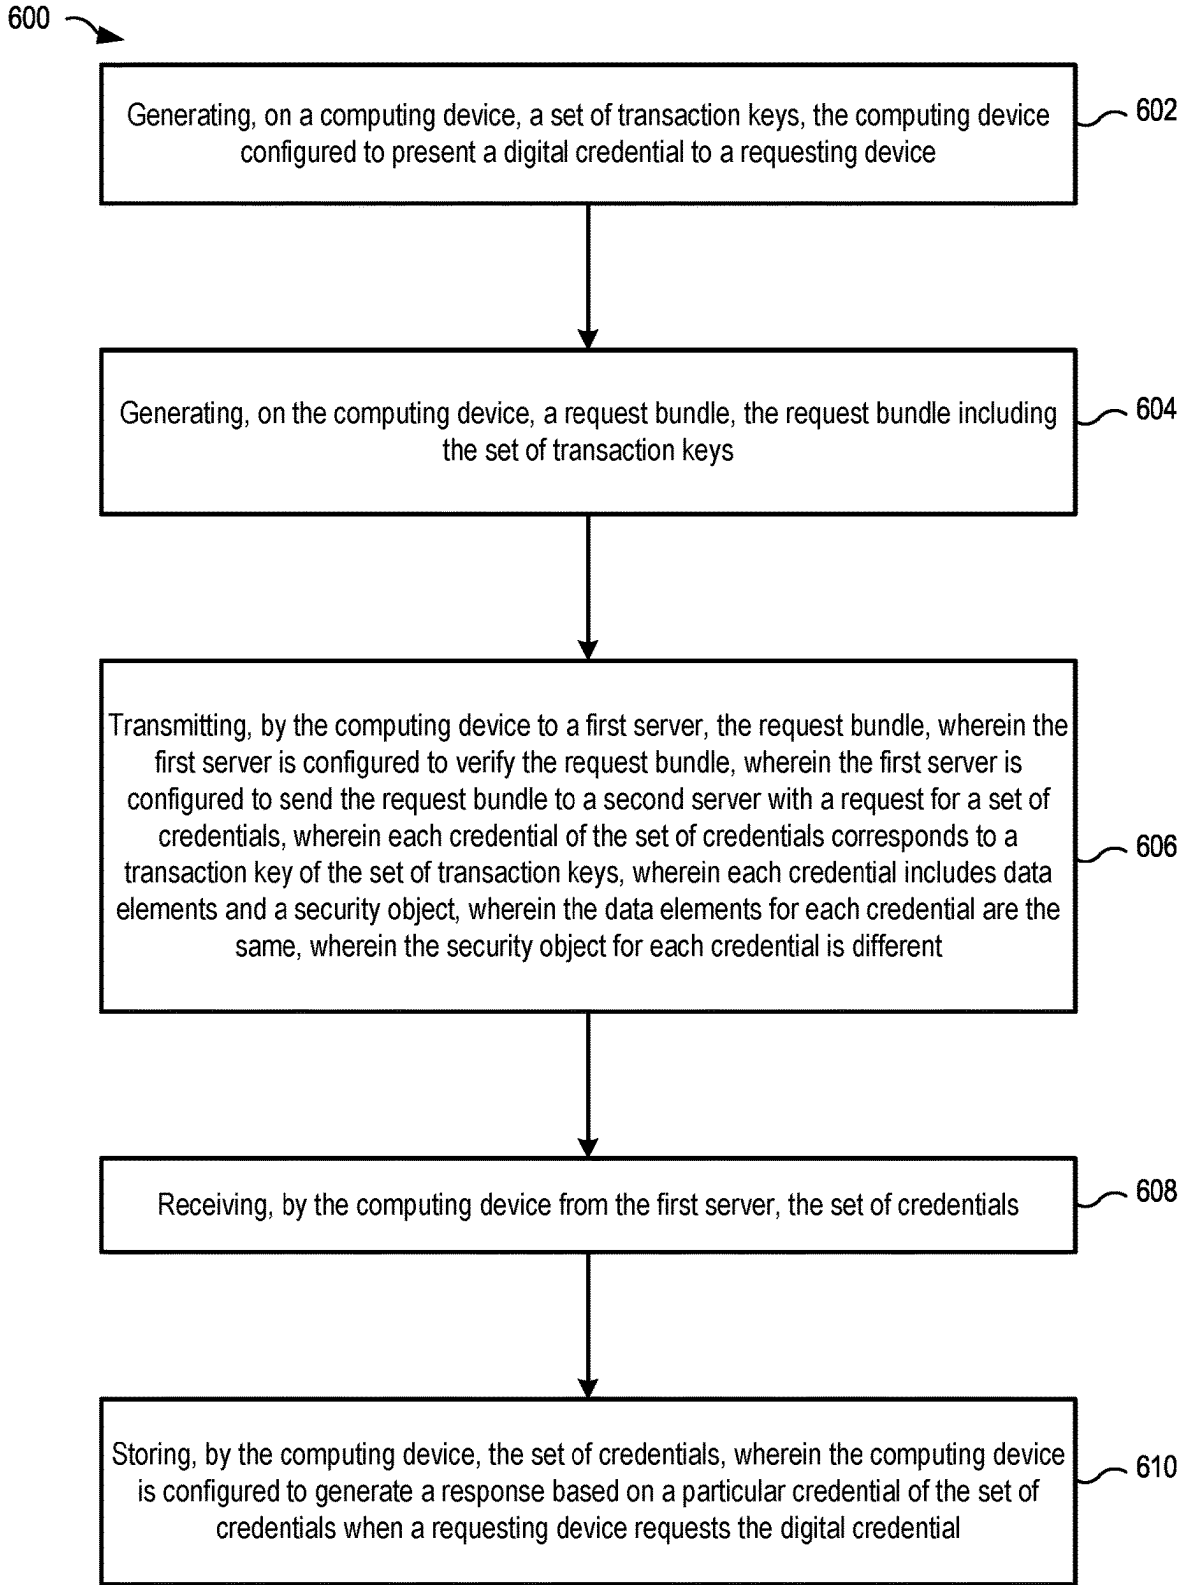 600
Generating, on a computing device, a set of transaction keys, the computing device
configured to present a digital credential to a requesting device
602
Generating, on the computing device, a request bundle, the request bundle including
the set of transaction keys
604
Transmitting, by the computing device to a first server, the request bundle, wherein the
first server is configured to verify the request bundle, wherein the first server is
configured to send the request bundle to a second server with a request for a set of
credentials, wherein each credential of the set of credentials corresponds to a
transaction key of the set of transaction keys, wherein each credential includes data
elements and a security object, wherein the data elements for each credential are the
same, wherein the security object for each credential is different
606
Receiving, by the computing device from the first server, the set of credentials
608
Storing, by the computing device, the set of credentials, wherein the computing device
is configured to generate a response based on a particular credential of the set of
credentials when a requesting device requests the digital credential
610